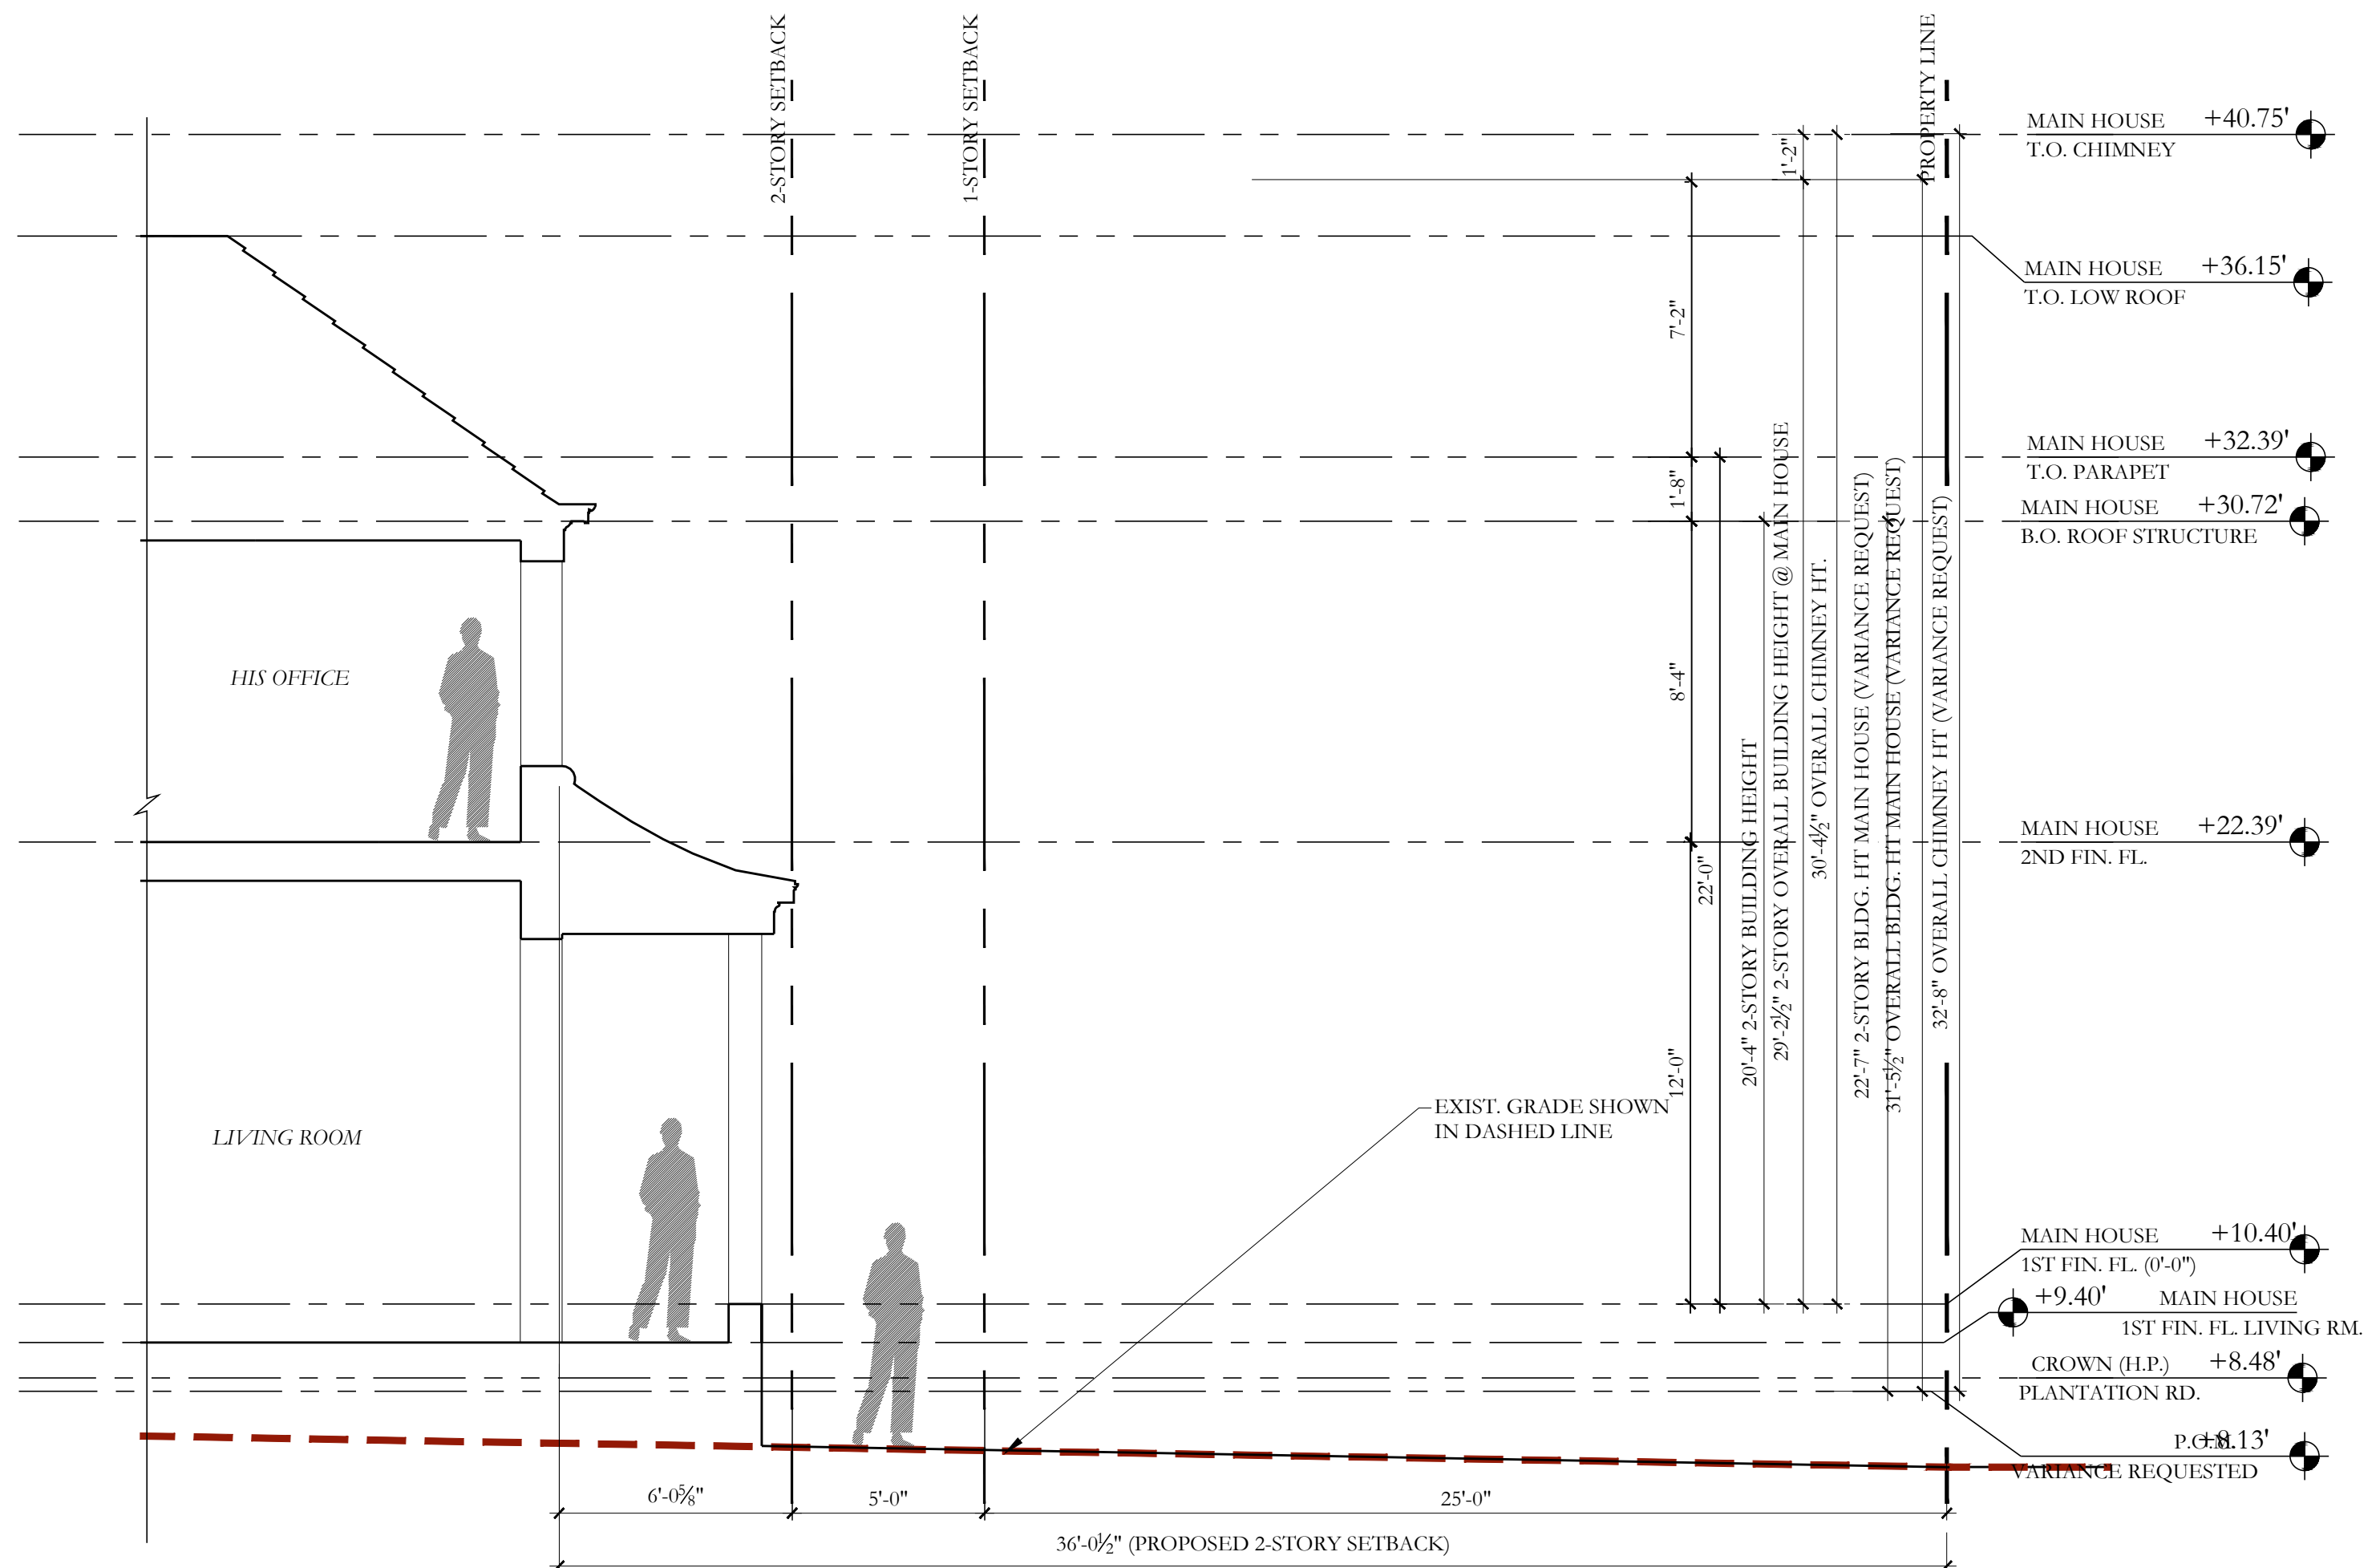 2-STORY SETBACK
1-STORY SETBACK
PROPERTY LINE
MAIN HOUSE +40.75'
T.O. CHIMNEY
1'-2"
MAIN HOUSE +36.15'
T.O. LOW ROOF
7'-2"
MAIN HOUSE +32.39'
T.O. PARAPET
1'-8"
MAIN HOUSE +30.72'
B.O. ROOF STRUCTURE
HIS OFFICE
8'-4"
22'-0"
20'-4" 2-STORY BUILDING HEIGHT
29'-2½" 2-STORY OVERALL BUILDING HEIGHT @ MAIN HOUSE
30'-4½" OVERALL CHIMNEY HT.
22'-7" 2-STORY BLDG. HT MAIN HOUSE (VARIANCE REQUEST)
31'-5½" OVERALL BLDG. HT MAIN HOUSE (VARIANCE REQUEST)
32'-8" OVERALL CHIMNEY HT (VARIANCE REQUEST)
MAIN HOUSE +22.39'
2ND FIN. FL.
12'-0"
EXIST. GRADE SHOWN
IN DASHED LINE
LIVING ROOM
MAIN HOUSE +10.40'
1ST FIN. FL. (0'-0")
+9.40' MAIN HOUSE
1ST FIN. FL. LIVING RM.
CROWN (H.P.) +8.48'
PLANTATION RD.
P.O.M. +8.13'
VARIANCE REQUESTED
6'-0⅝"
5'-0"
25'-0"
36'-0½" (PROPOSED 2-STORY SETBACK)